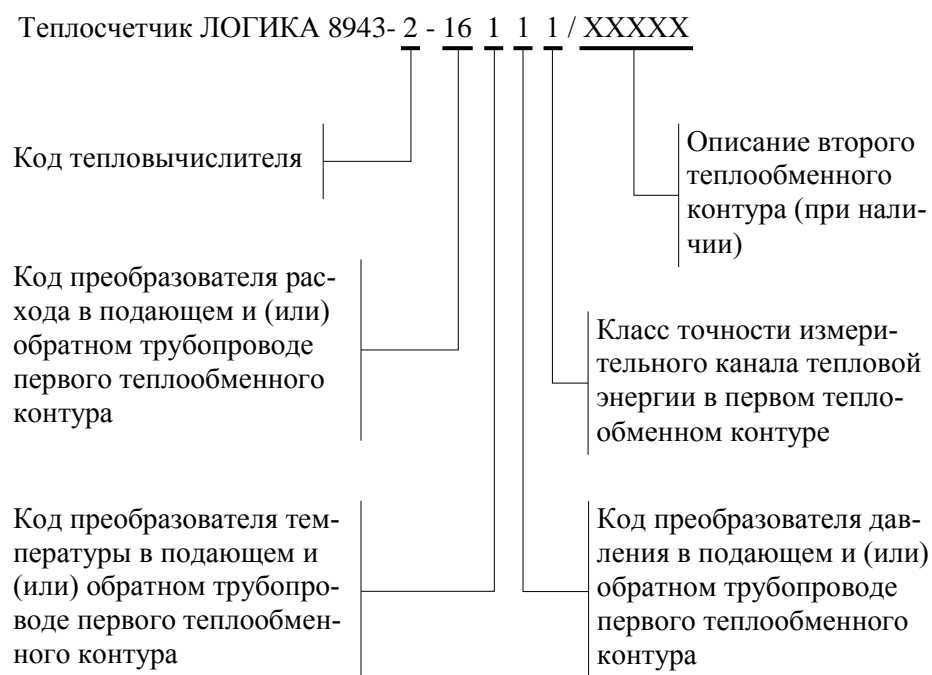 Теплосчетчик ЛОГИКА 8943- 2 - 16 1 1 1 / XXXXX
Код тепловычислителя
Описание второго
теплообменного
контура (при нали-
чии)
Код преобразователя рас-
хода в подающем и (или)
обратном трубопроводе
первого теплообменного
контура
Класс точности измери-
тельного канала тепловой
энергии в первом тепло-
обменном контуре
Код преобразователя тем-
пературы в подающем и
(или) обратном трубопро-
воде первого теплообмен-
ного контура
Код преобразователя дав-
ления в подающем и (или)
обратном трубопроводе
первого теплообменного
контура